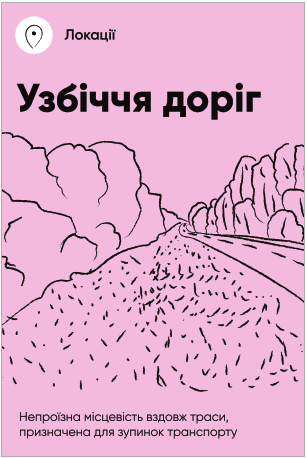 Локації
Узбіччя доріг
Непроїзна місцевість вздовж траси,
призначена для зупинок транспорту